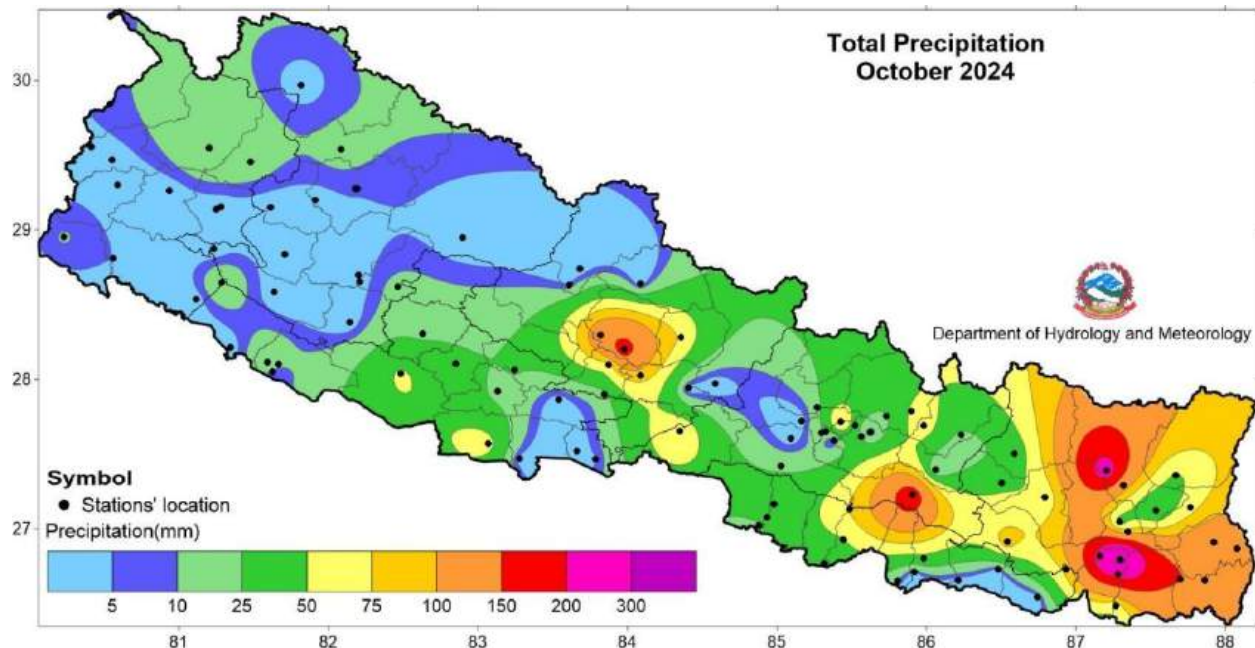 Total Precipitation
October 2024
30
29
28
27
Department of Hydrology and Meteorology
Symbol
Stations' location
Precipitation(mm)
5 10 25 50 75 100 150 200 300
81 82 83 84 85 86 87 88